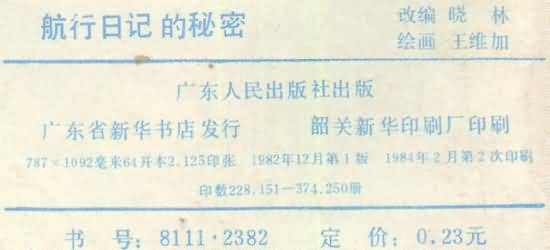 航行日记的秘密
改编 晓林
绘画 王维加
广东人民出版社出版
广东省新华书店发行 韶关新华印刷厂印刷
787×1092毫米64开本2.125印张 1982年12月第1版 1984年2月第2次印刷
印数228,151—374,250册
书号:8111·2382 定价:0.23元